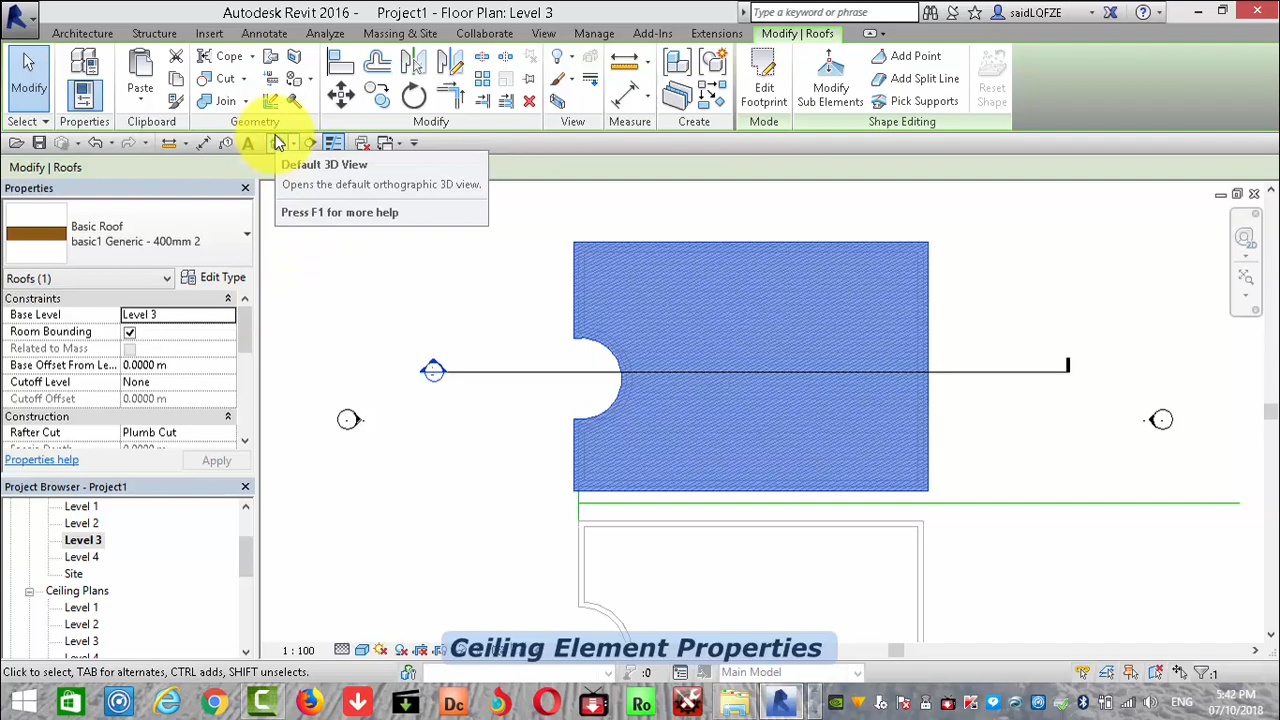 Autodesk Revit 2016 - Project1 - Floor Plan: Level 3
Type a keyword or phrase
saidLQFZE
Architecture Structure Insert Annotate Analyze Massing & Site Collaborate View Manage Add-Ins Extensions Modify | Roofs
Modify
Select
Properties
Paste
Clipboard
Cope
Cut
Join
Geometry
Modify
View
Measure
Create
Edit
Footprint
Mode
Modify
Sub Elements
Add Point
Add Split Line
Pick Supports
Reset
Shape
Shape Editing
Modify | Roofs
Default 3D View
Opens the default orthographic 3D view.
Press F1 for more help
Properties
Basic Roof
basic1 Generic - 400mm 2
Roofs (1)
Edit Type
Constraints
Base Level Level 3
Room Bounding
Related to Mass
Base Offset From Le... 0.0000 m
Cutoff Level None
Cutoff Offset 0.0000 m
Construction
Rafter Cut Plumb Cut
Properties help
Apply
Project Browser - Project1
Level 1
Level 2
Level 3
Level 4
Site
Ceiling Plans
Level 1
Level 2
Level 3
2D
1 : 100
Ceiling Element Properties
Click to select, TAB for alternates, CTRL adds, SHIFT unselects.
:0
Main Model
:1
Dc
Ro
ENG
5:42 PM
07/10/2018